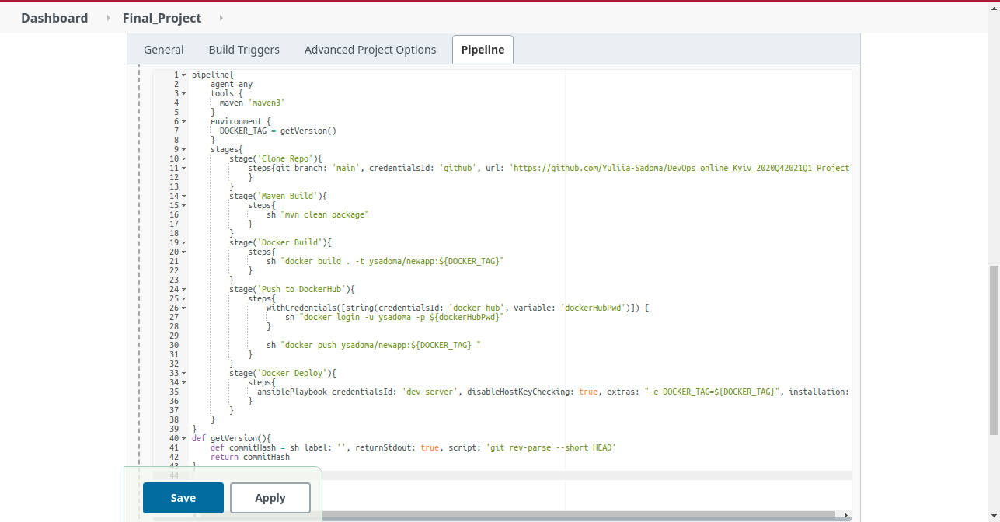 Dashboard Final_Project
General Build Triggers Advanced Project Options Pipeline
1 pipeline{
2     agent any
3     tools {
4       maven 'maven3'
5     }
6     environment {
7       DOCKER_TAG = getVersion()
8     }
9     stages{
10         stage('Clone Repo'){
11             steps{git branch: 'main', credentialsId: 'github', url: 'https://github.com/Yuliia-Sadoma/DevOps_online_Kyiv_2020Q42021Q1_Project'
12             }
13         }
14         stage('Maven Build'){
15             steps{
16                 sh "mvn clean package"
17             }
18         }
19         stage('Docker Build'){
20             steps{
21                 sh "docker build . -t ysadoma/newapp:${DOCKER_TAG}"
22             }
23         }
24         stage('Push to DockerHub'){
25             steps{
26                 withCredentials([string(credentialsId: 'docker-hub', variable: 'dockerHubPwd')]) {
27                     sh "docker login -u ysadoma -p ${dockerHubPwd}"
28                 }
29
30                 sh "docker push ysadoma/newapp:${DOCKER_TAG} "
31             }
32         }
33         stage('Docker Deploy'){
34             steps{
35               ansiblePlaybook credentialsId: 'dev-server', disableHostKeyChecking: true, extras: "-e DOCKER_TAG=${DOCKER_TAG}", installation:
36             }
37         }
38     }
39 }
40 def getVersion(){
41     def commitHash = sh label: '', returnStdout: true, script: 'git rev-parse --short HEAD'
42     return commitHash
43 }
44
Save Apply